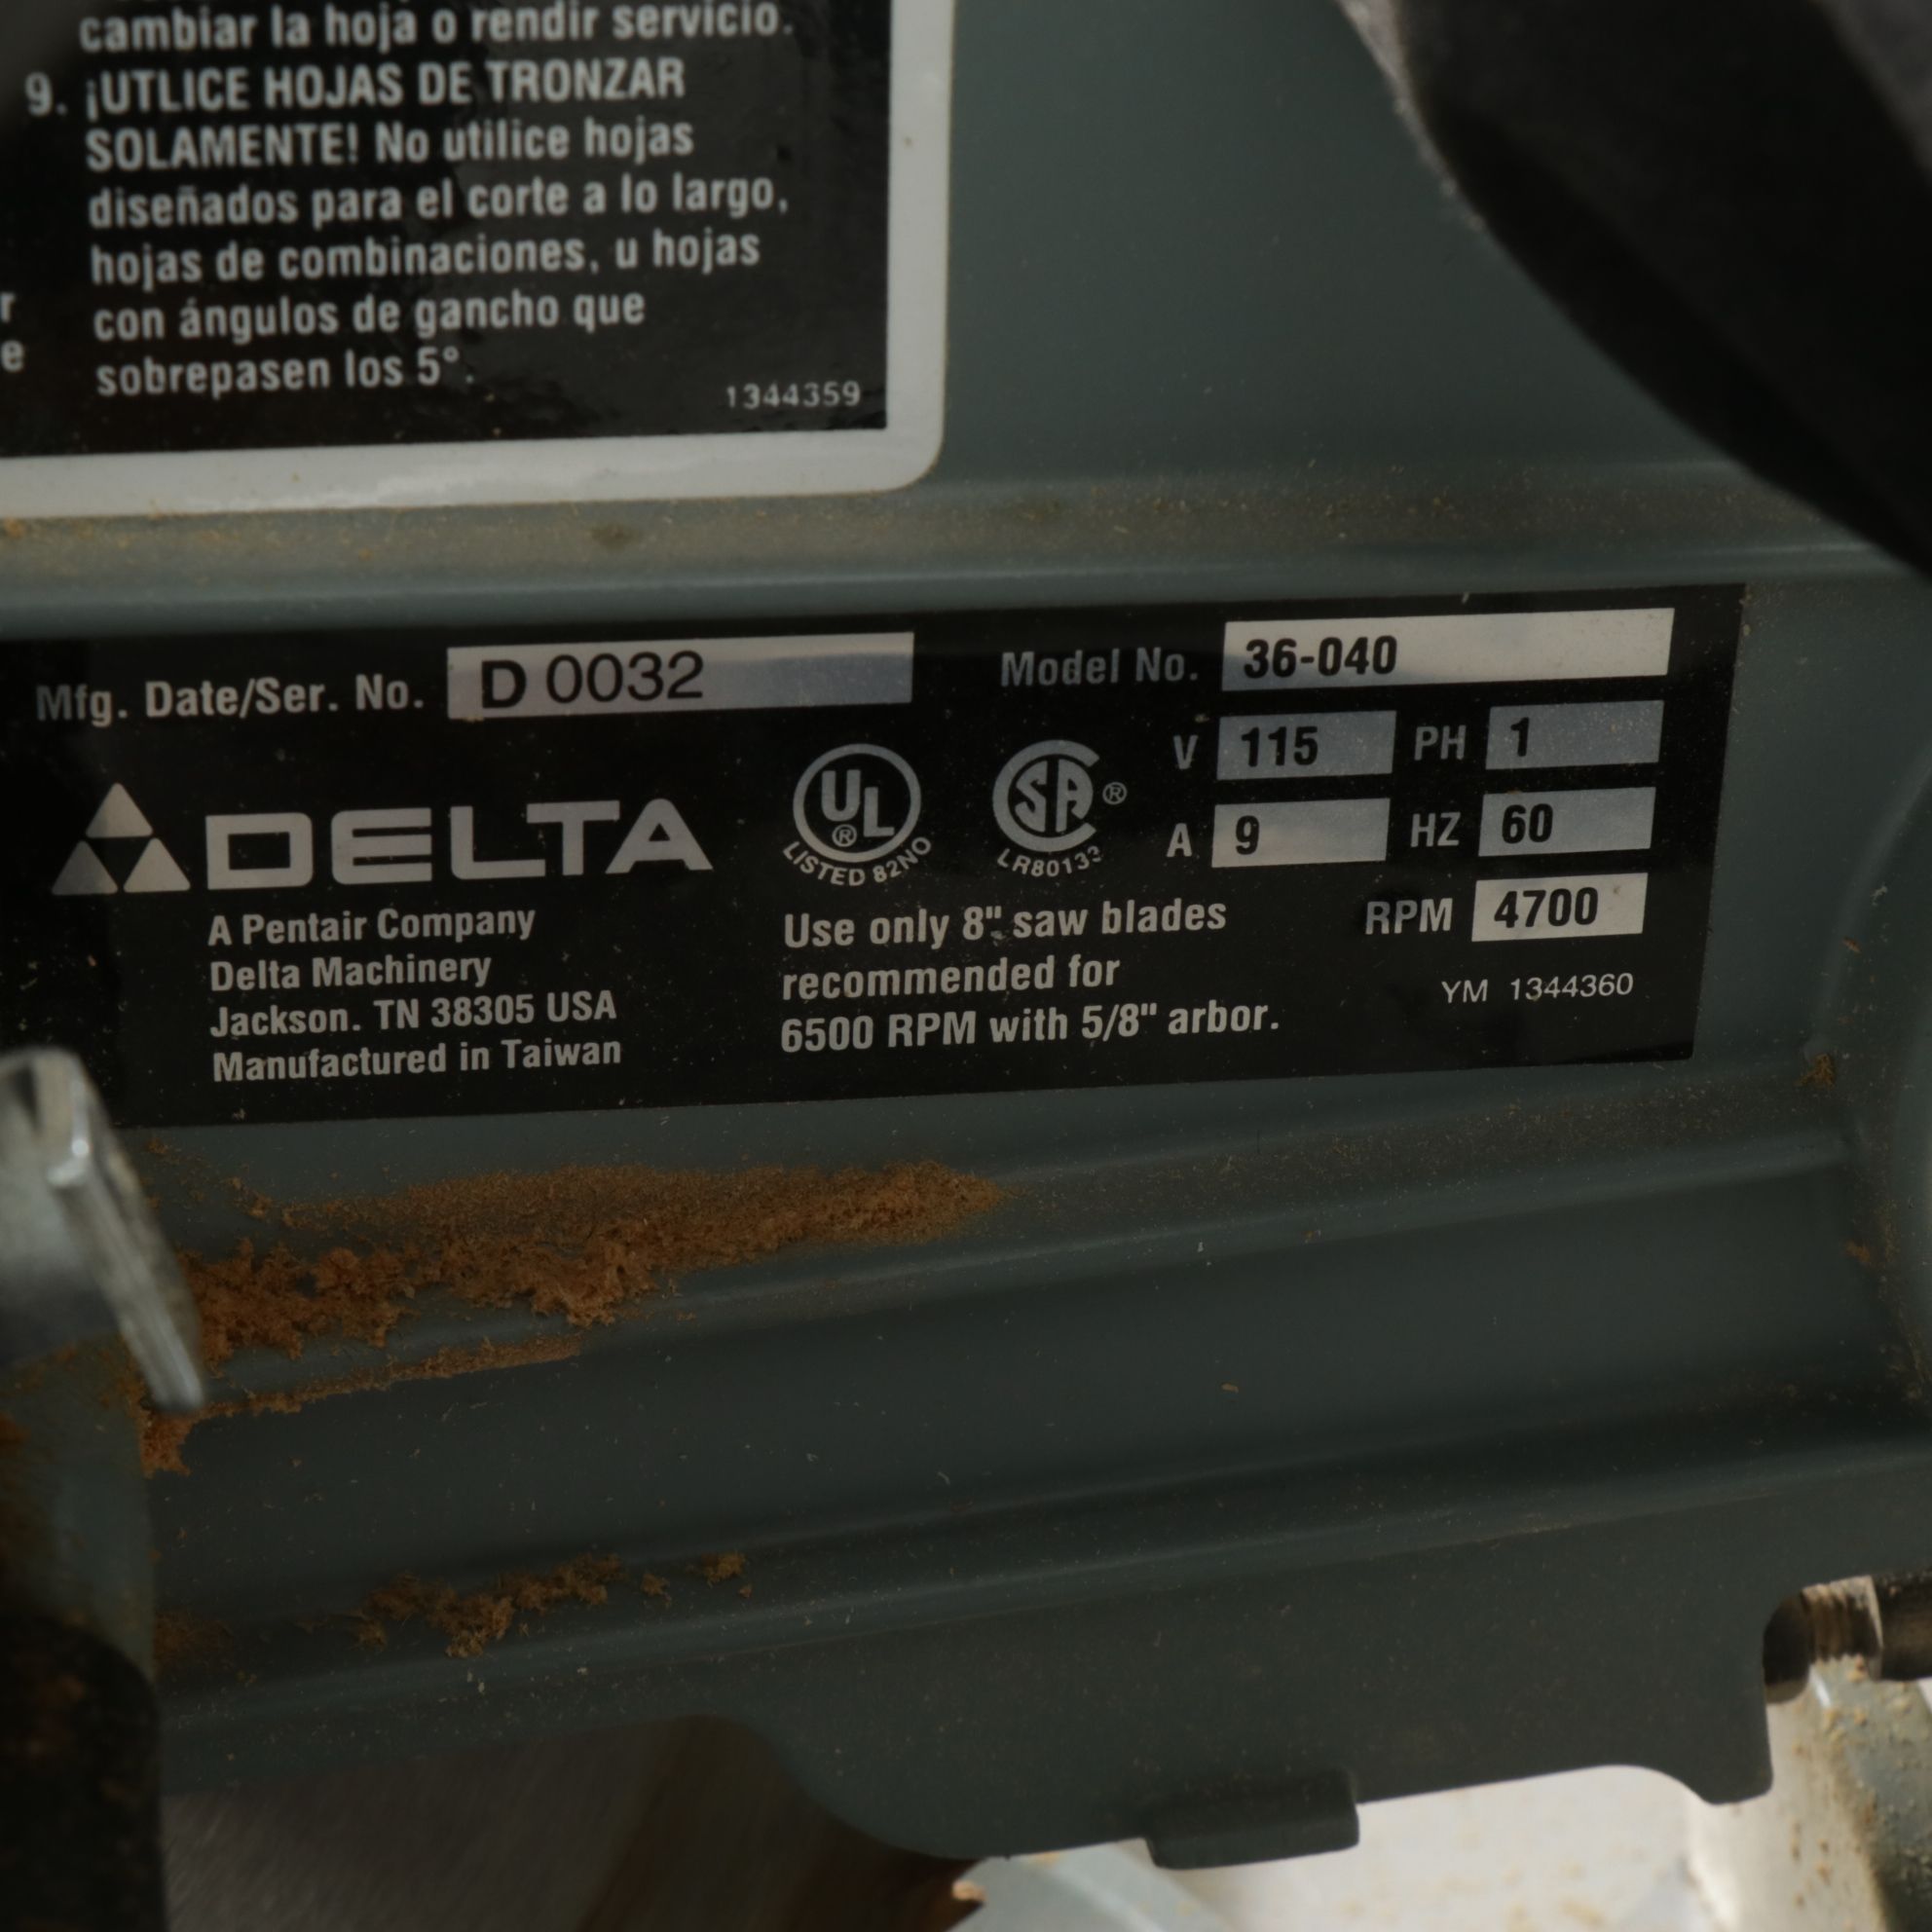 cambiar la hoja o rendir servicio.
9. ¡UTLICE HOJAS DE TRONZAR
SOLAMENTE! No utilice hojas
diseñados para el corte a lo largo,
hojas de combinaciones, u hojas
con ángulos de gancho que
sobrepasen los 5°.
r
e
1344359
Mfg. Date/Ser. No. D 0032
Model No. 36-040
V 115 PH 1
A 9 HZ 60
RPM 4700
YM 1344360
DELTA
A Pentair Company
Delta Machinery
Jackson. TN 38305 USA
Manufactured in Taiwan
UL ®
LISTED 82NO
SA ®
LR80133
Use only 8" saw blades
recommended for
6500 RPM with 5/8" arbor.